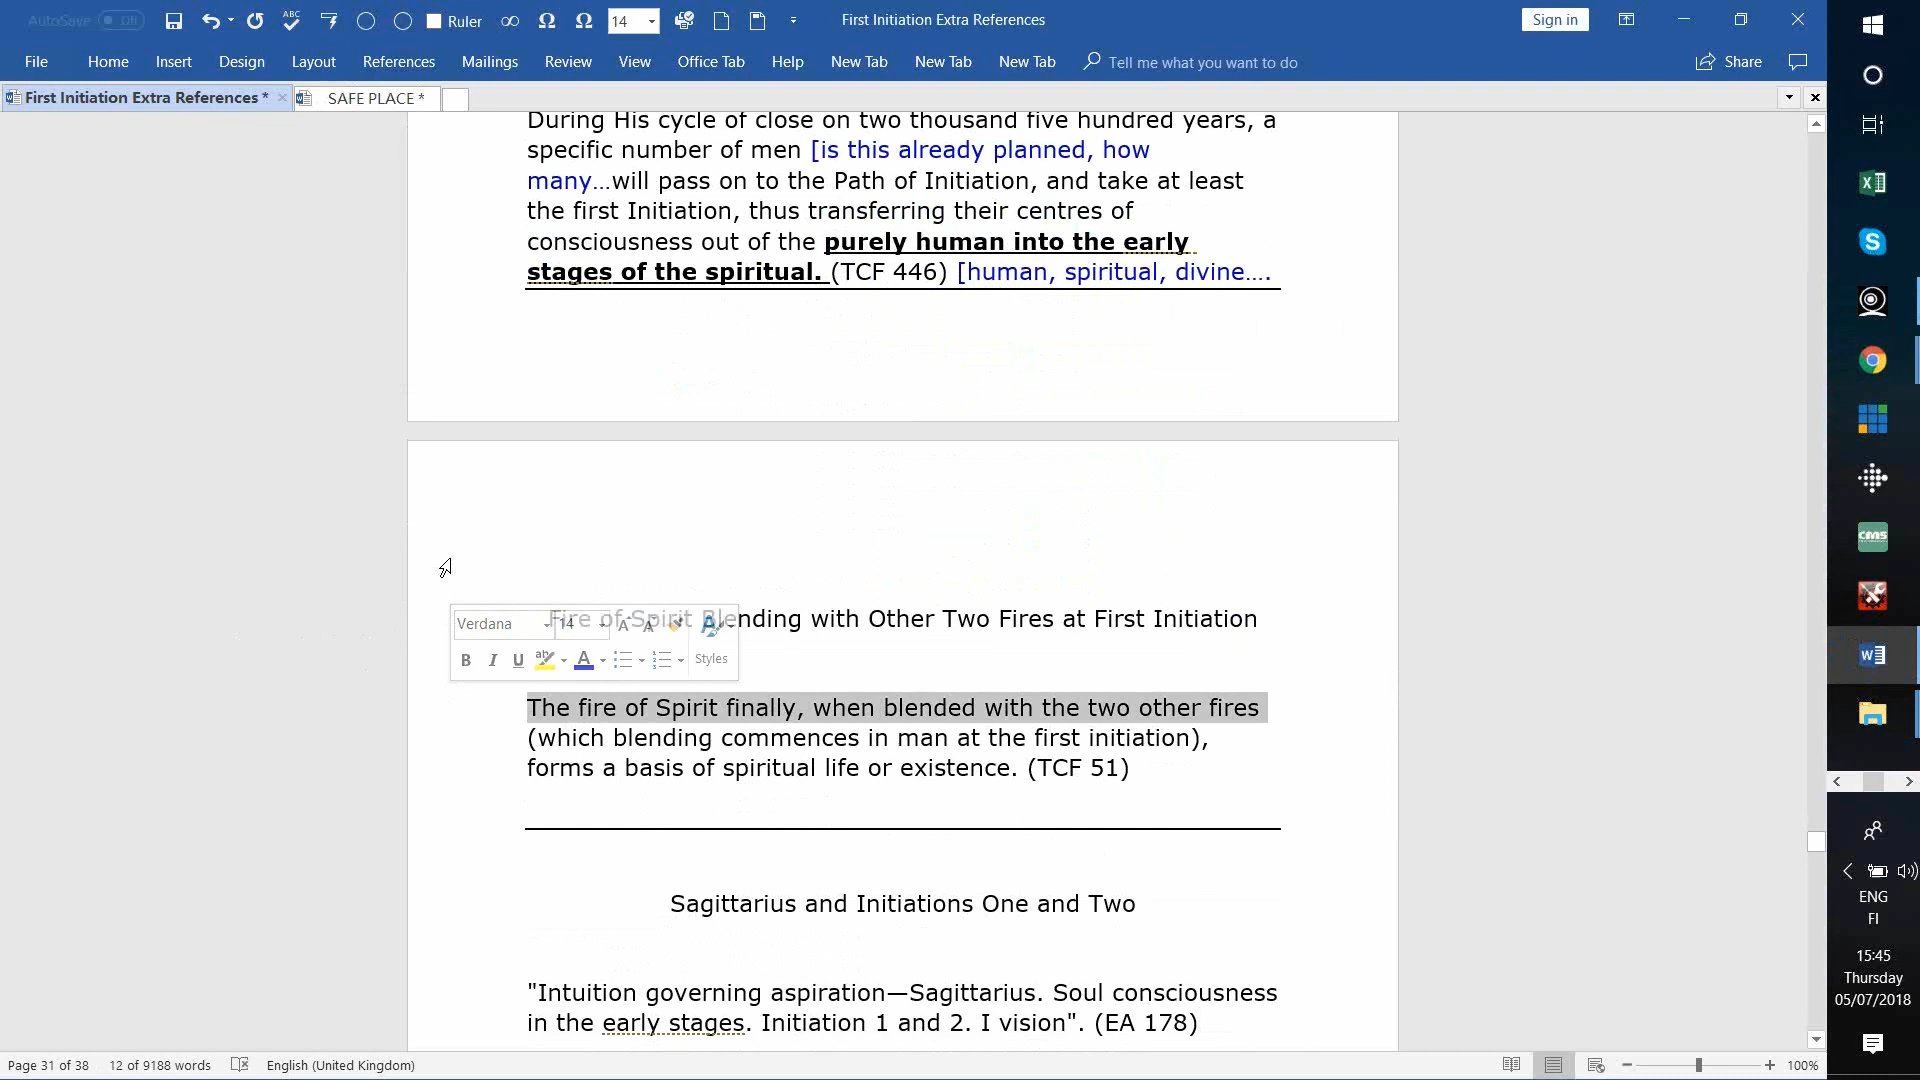 AutoSave Off ABC Ruler 14 First Initiation Extra References Sign in
File Home Insert Design Layout References Mailings Review View Office Tab Help New Tab New Tab New Tab Tell me what you want to do Share
First Initiation Extra References * SAFE PLACE *
During His cycle of close on two thousand five hundred years, a
specific number of men [is this already planned, how
many…will pass on to the Path of Initiation, and take at least
the first Initiation, thus transferring their centres of
consciousness out of the purely human into the early
stages of the spiritual. (TCF 446) [human, spiritual, divine….
Fire of Spirit Blending with Other Two Fires at First Initiation
Verdana 14
B I U ab A Styles
The fire of Spirit finally, when blended with the two other fires
(which blending commences in man at the first initiation),
forms a basis of spiritual life or existence. (TCF 51)
Sagittarius and Initiations One and Two
"Intuition governing aspiration—Sagittarius. Soul consciousness
in the early stages. Initiation 1 and 2. I vision". (EA 178)
Page 31 of 38 12 of 9188 words English (United Kingdom) 100%
cms
ENG
FI
15:45
Thursday
05/07/2018